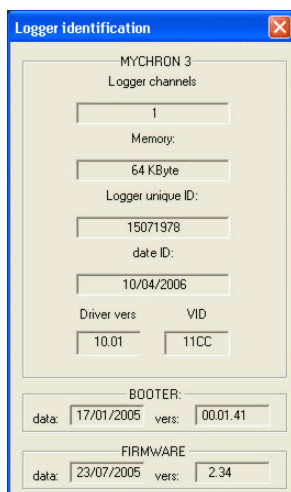 Logger identification
MYCHRON 3
Logger channels
1
Memory:
64 KByte
Logger unique ID:
15071978
date ID:
10/04/2006
Driver vers VID
10.01 11CC
BOOTER:
data: 17/01/2005 vers: 00.01.41
FIRMWARE
data: 23/07/2005 vers: 2.34